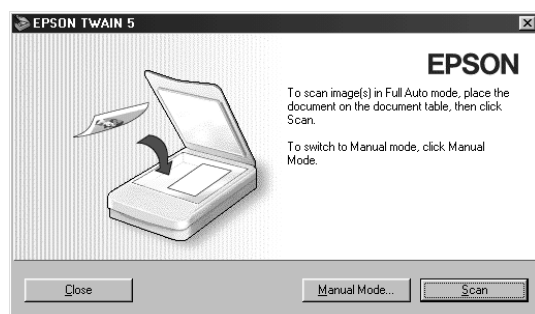 EPSON TWAIN 5
EPSON
To scan image(s) in Full Auto mode, place the
document on the document table, then click
Scan.
To switch to Manual mode, click Manual
Mode.
Close
Manual Mode...
Scan